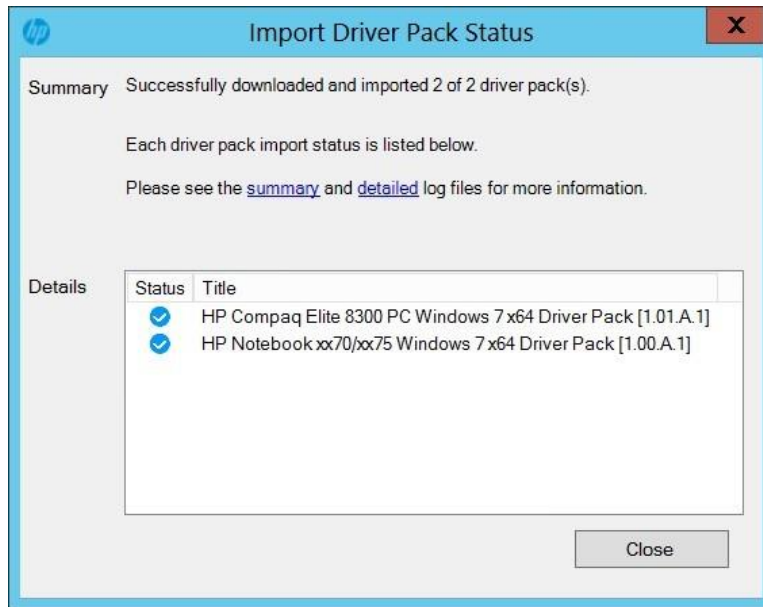 hp
Import Driver Pack Status
X
Summary Successfully downloaded and imported 2 of 2 driver pack(s).
Each driver pack import status is listed below.
Please see the summary and detailed log files for more information.
Details
Status Title
HP Compaq Elite 8300 PC Windows 7 x64 Driver Pack [1.01.A.1]
HP Notebook xx70/xx75 Windows 7 x64 Driver Pack [1.00.A.1]
Close